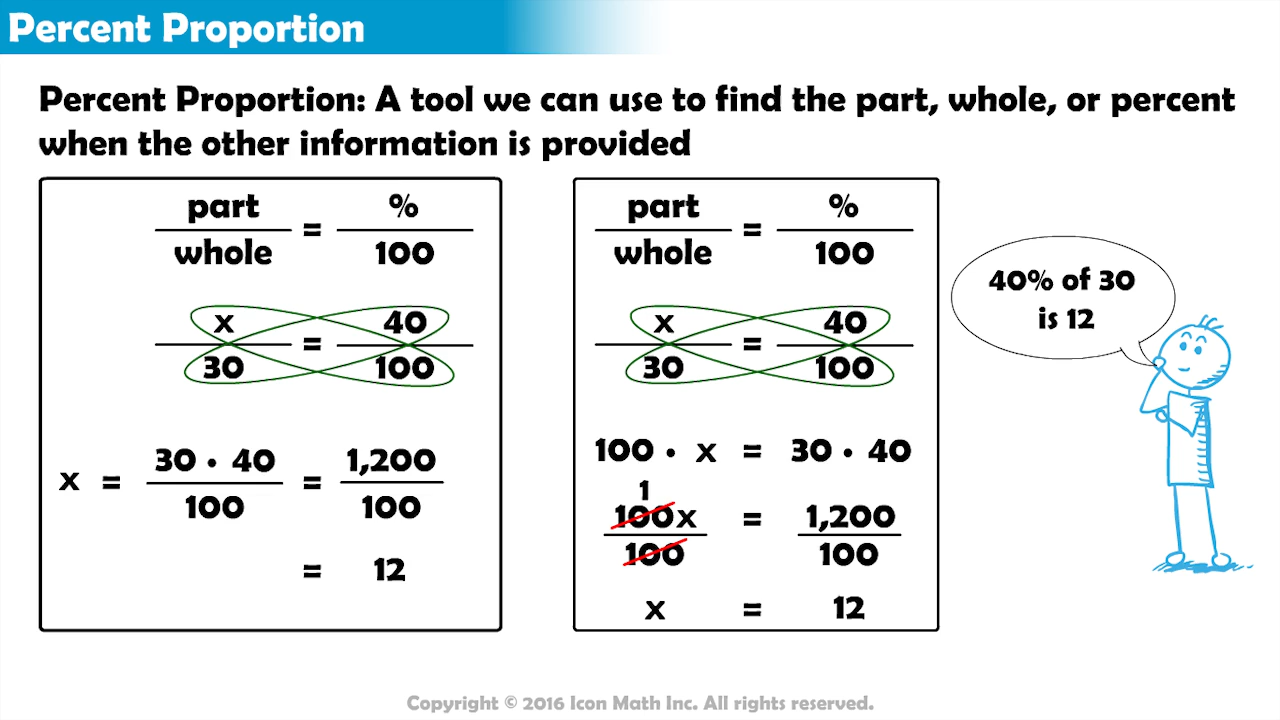 Percent Proportion
Percent Proportion: A tool we can use to find the part, whole, or percent
when the other information is provided
part = %
whole 100
x = 40
30 100
x = 30 • 40 = 1,200
100 100
= 12
part = %
whole 100
x = 40
30 100
100 • x = 30 • 40
1
100x = 1,200
100 100
x = 12
40% of 30
is 12
Copyright © 2016 Icon Math Inc. All rights reserved.